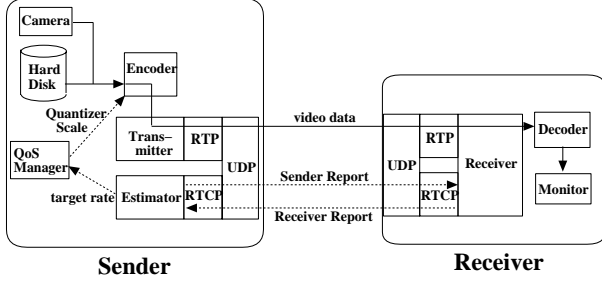 Camera
Hard
Disk
Encoder
Quantizer
Scale
QoS
Manager
target rate
Trans−
mitter
RTP
UDP
Estimator
RTCP
video data
Sender Report
Receiver Report
UDP
RTP
RTCP
Receiver
Decoder
Monitor
Sender
Receiver